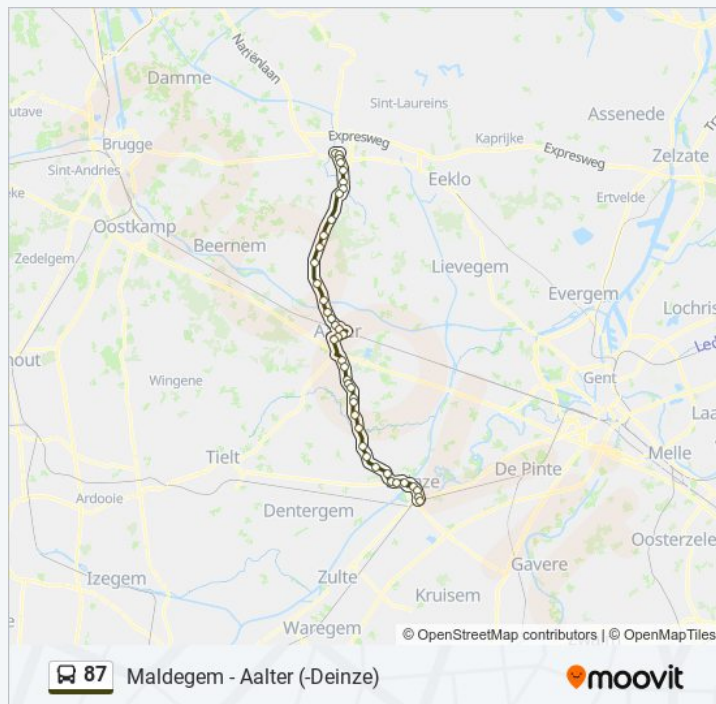 Nationale
Damme
Sint-Laureins
Assenede
Expresweg
Kaprijke
Expresweg
Zelzate
Brugge
Sint-Andries
Eeklo
Ertvelde
Oostkamp
Zedelgem
Beernem
Lievegem
Evergem
Lochris
Aalter
Wingene
Gent
Tielt
De Pinte
Melle
Ardooie
Dentergem
Oosterzele
Izegem
Zulte
Gavere
Kruisem
Waregem
© OpenStreetMap contributors | © OpenMapTiles
87 Maldegem - Aalter (-Deinze)
moovit